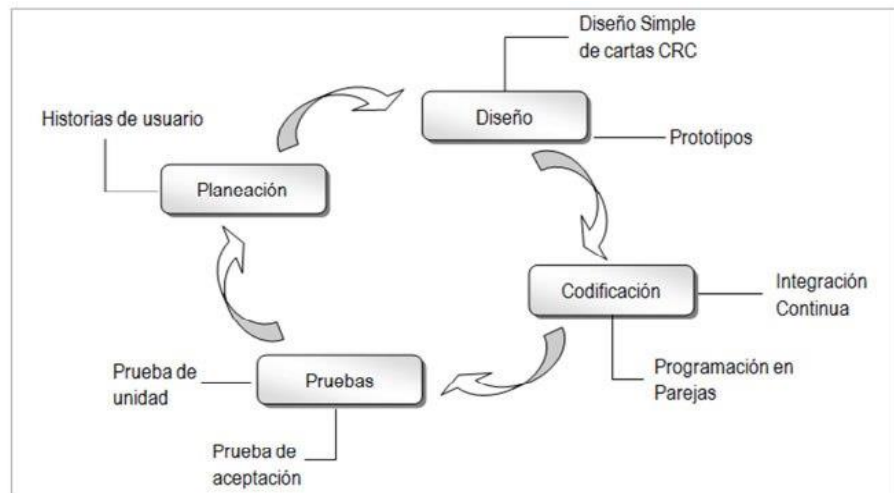 Diseño Simple
de cartas CRC
Diseño
Prototipos
Historias de usuario
Planeación
Codificación
Integración
Continua
Programación en
Parejas
Pruebas
Prueba de
unidad
Prueba de
aceptación